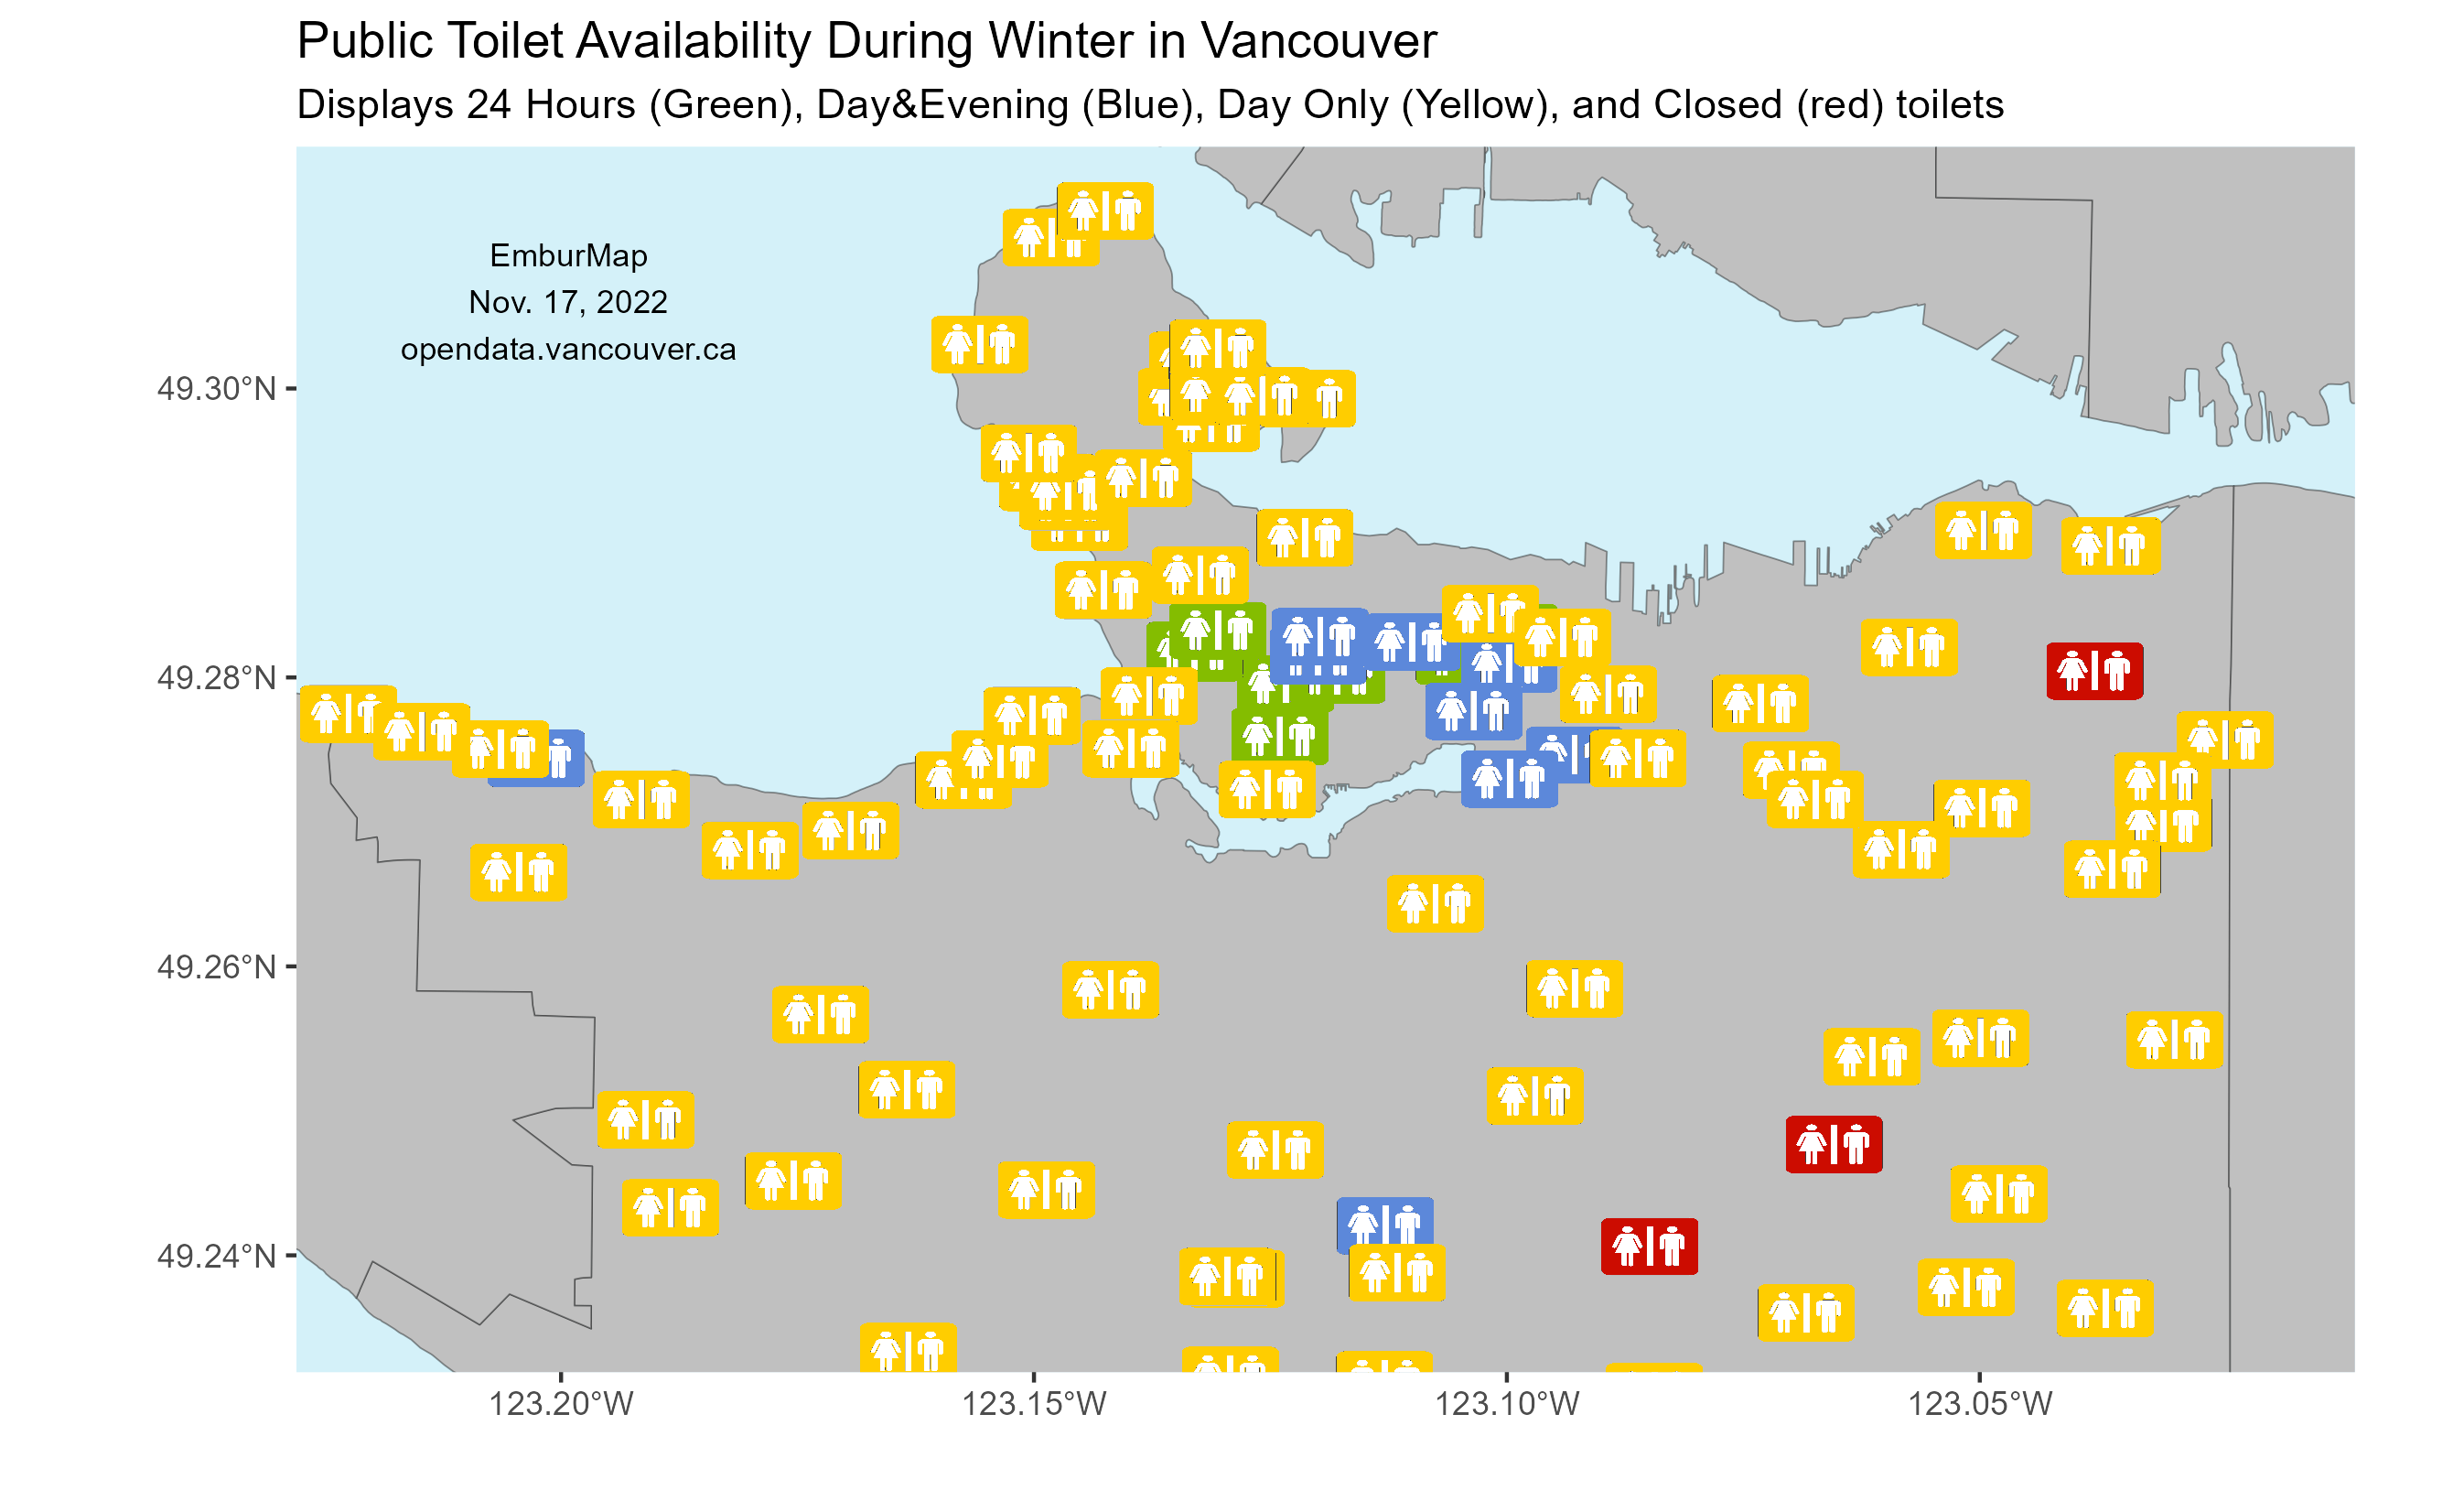 Public Toilet Availability During Winter in Vancouver
Displays 24 Hours (Green), Day&Evening (Blue), Day Only (Yellow), and Closed (red) toilets
EmburMap
Nov. 17, 2022
opendata.vancouver.ca
49.30°N
49.28°N
49.26°N
49.24°N
123.20°W
123.15°W
123.10°W
123.05°W